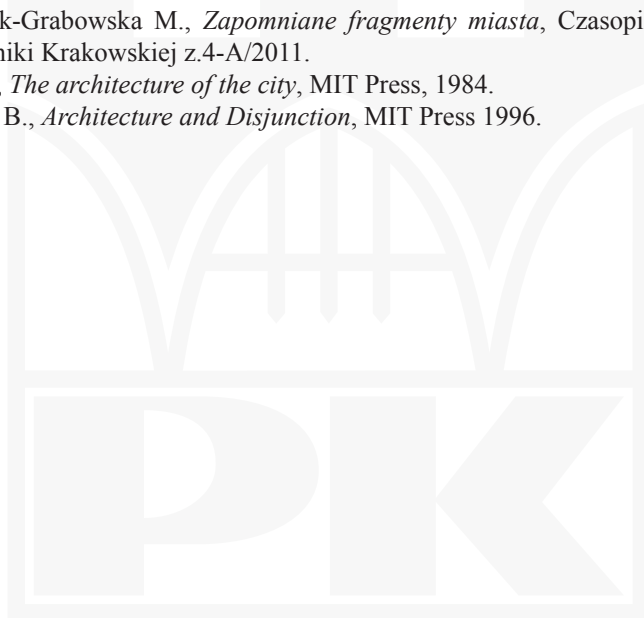 k-Grabowska M., Zapomniane fragmenty miasta, Czasopi
niki Krakowskiej z.4-A/2011.
, The architecture of the city, MIT Press, 1984.
B., Architecture and Disjunction, MIT Press 1996.
PK